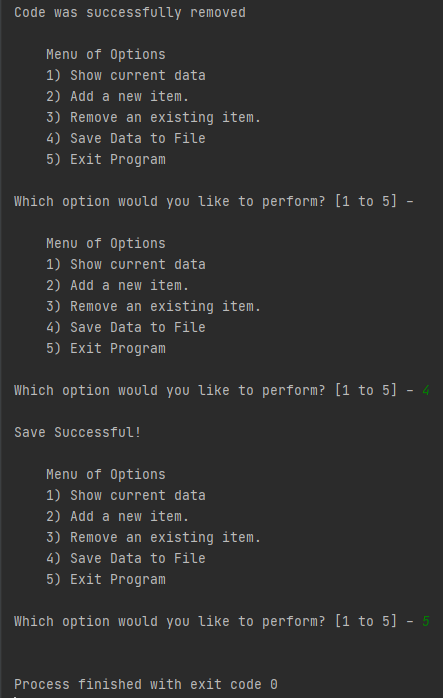 Code was successfully removed
Menu of Options
1) Show current data
2) Add a new item.
3) Remove an existing item.
4) Save Data to File
5) Exit Program
Which option would you like to perform? [1 to 5] –
Menu of Options
1) Show current data
2) Add a new item.
3) Remove an existing item.
4) Save Data to File
5) Exit Program
Which option would you like to perform? [1 to 5] – 4
Save Successful!
Menu of Options
1) Show current data
2) Add a new item.
3) Remove an existing item.
4) Save Data to File
5) Exit Program
Which option would you like to perform? [1 to 5] – 5
Process finished with exit code 0